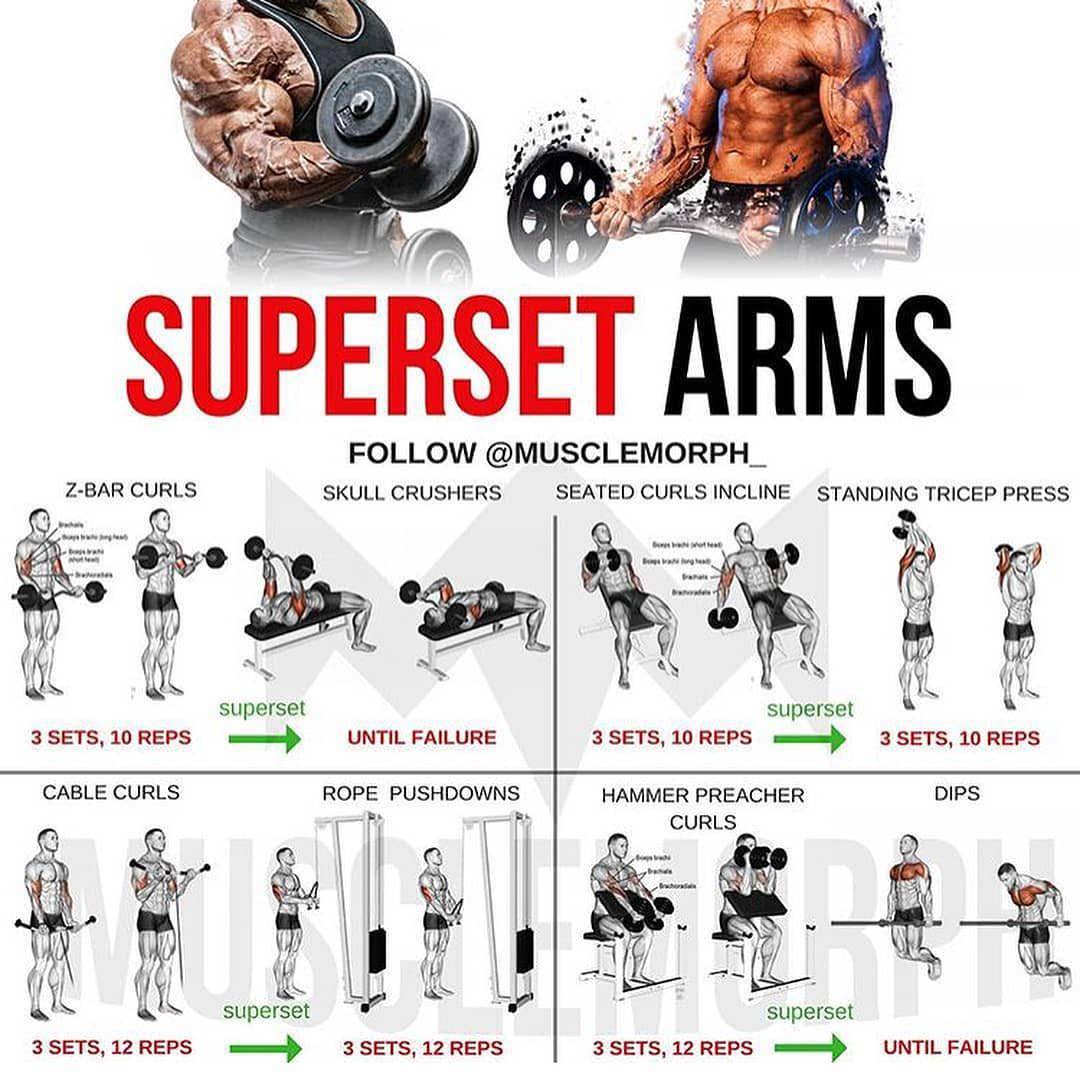 SUPERSET ARMS
FOLLOW @MUSCLEMORPH_
Z-BAR CURLS
Brachialis
Biceps brachii (long head)
Biceps brachii
(short head)
Brachioradialis
SKULL CRUSHERS
superset
3 SETS, 10 REPS
UNTIL FAILURE
SEATED CURLS INCLINE
Biceps brachii (short head)
Biceps brachii (long head)
Brachialis
Brachioradialis
STANDING TRICEP PRESS
superset
3 SETS, 10 REPS
3 SETS, 10 REPS
CABLE CURLS
ROPE PUSHDOWNS
superset
3 SETS, 12 REPS
3 SETS, 12 REPS
HAMMER PREACHER
CURLS
Biceps brachii
Brachialis
Brachioradialis
DIPS
superset
3 SETS, 12 REPS
UNTIL FAILURE
MUSCLEMORPH